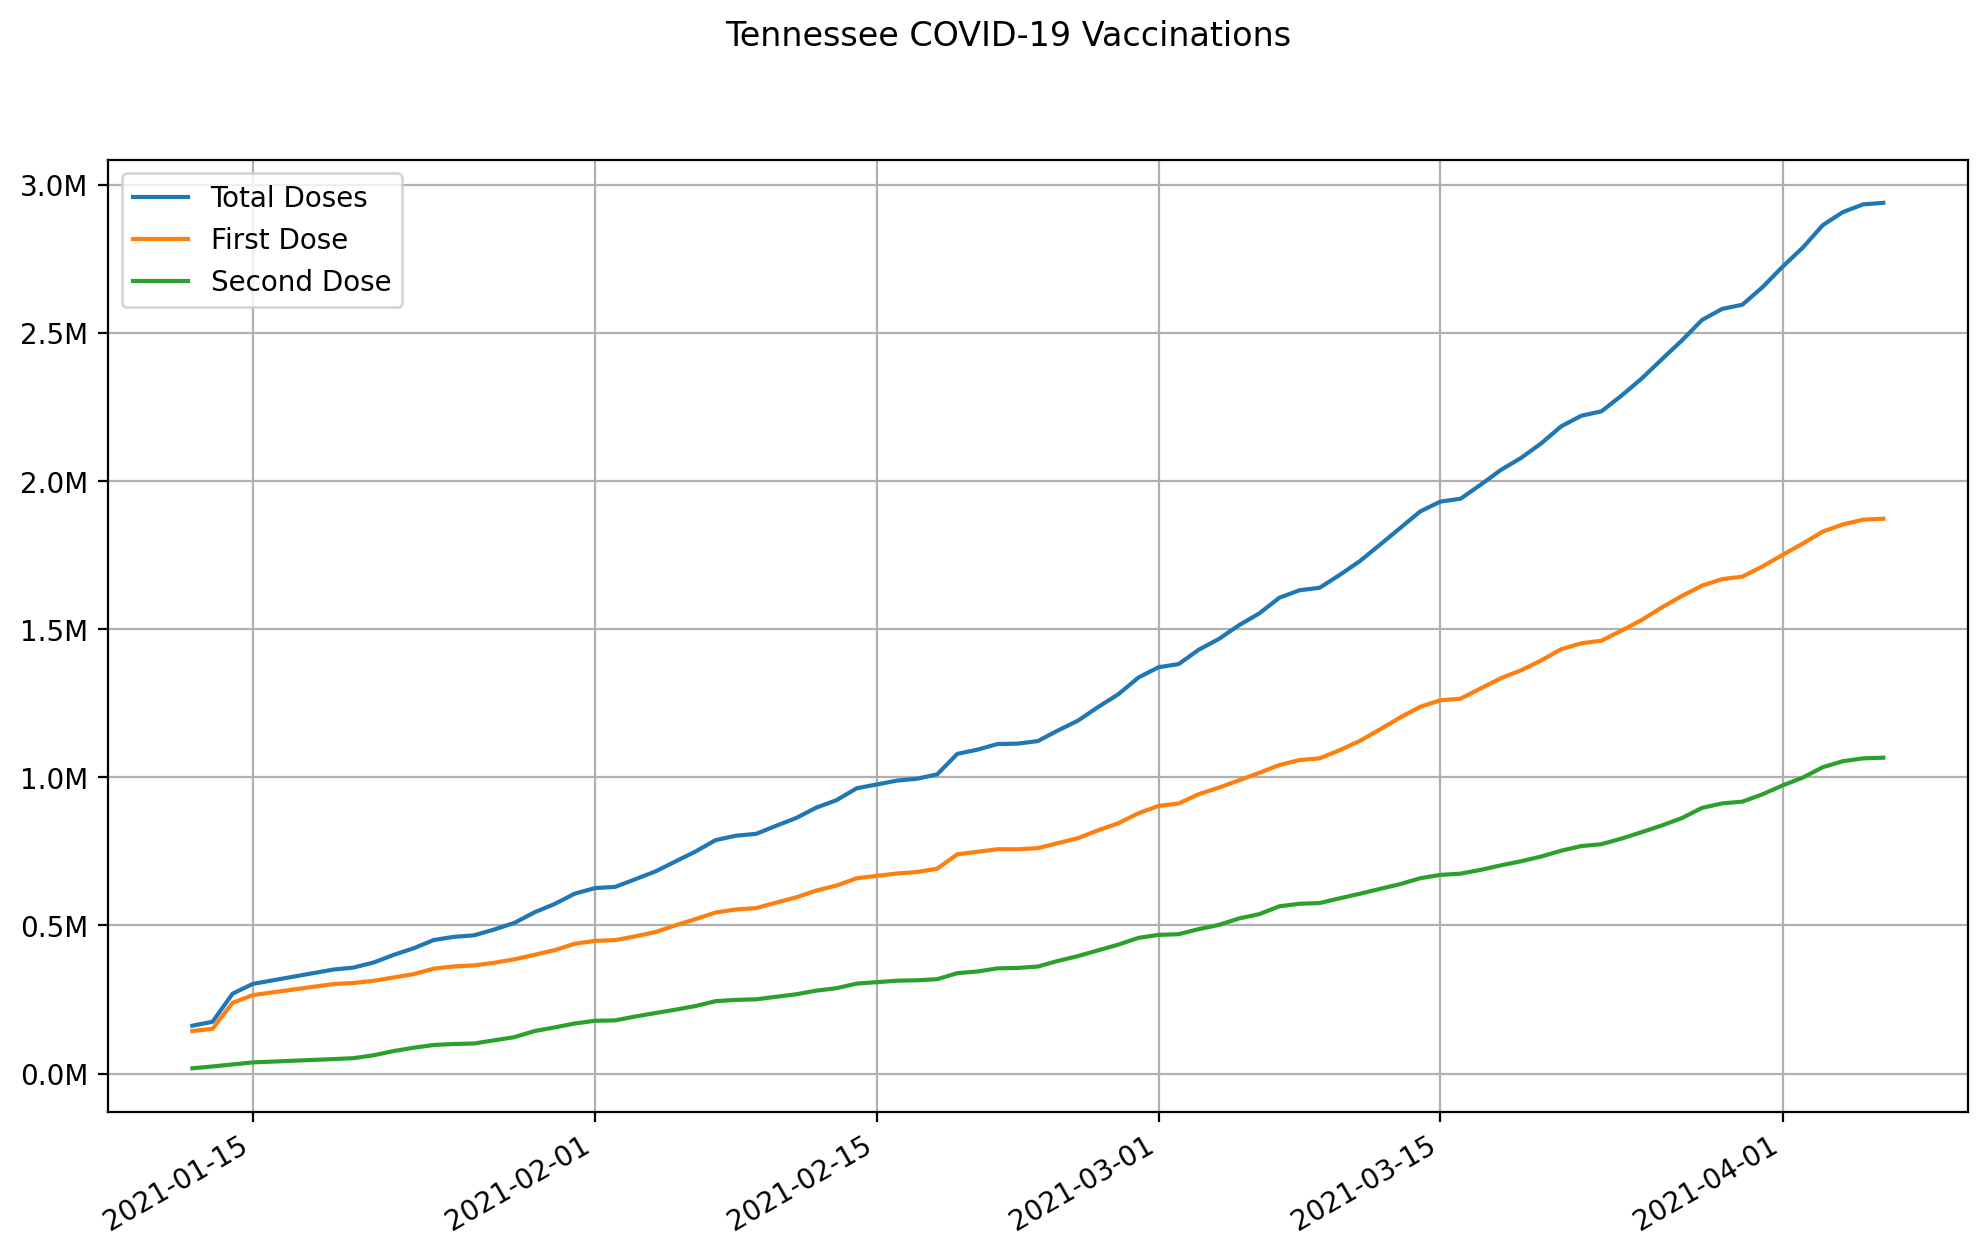 Tennessee COVID-19 Vaccinations
Total Doses
First Dose
Second Dose
3.0M
2.5M
2.0M
1.5M
1.0M
0.5M
0.0M
2021-01-15
2021-02-01
2021-02-15
2021-03-01
2021-03-15
2021-04-01